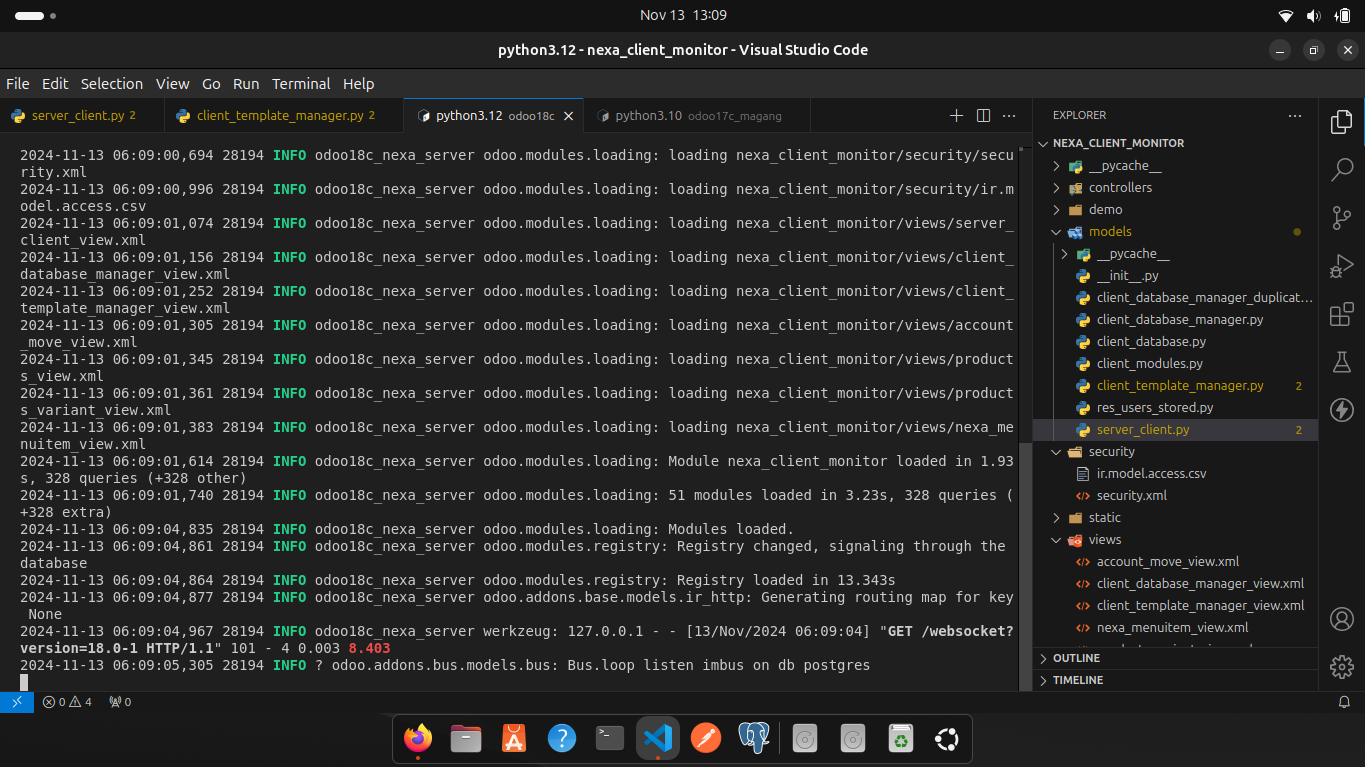 Nov 13 13:09
python3.12 - nexa_client_monitor - Visual Studio Code
File Edit Selection View Go Run Terminal Help
server_client.py 2
client_template_manager.py 2
python3.12 odoo18c
python3.10 odoo17c_magang
2024-11-13 06:09:00,694 28194 INFO odoo18c_nexa_server odoo.modules.loading: loading nexa_client_monitor/security/secu
rity.xml
2024-11-13 06:09:00,996 28194 INFO odoo18c_nexa_server odoo.modules.loading: loading nexa_client_monitor/security/ir.m
odel.access.csv
2024-11-13 06:09:01,074 28194 INFO odoo18c_nexa_server odoo.modules.loading: loading nexa_client_monitor/views/server_
client_view.xml
2024-11-13 06:09:01,156 28194 INFO odoo18c_nexa_server odoo.modules.loading: loading nexa_client_monitor/views/client_
database_manager_view.xml
2024-11-13 06:09:01,252 28194 INFO odoo18c_nexa_server odoo.modules.loading: loading nexa_client_monitor/views/client_
template_manager_view.xml
2024-11-13 06:09:01,305 28194 INFO odoo18c_nexa_server odoo.modules.loading: loading nexa_client_monitor/views/account
_move_view.xml
2024-11-13 06:09:01,345 28194 INFO odoo18c_nexa_server odoo.modules.loading: loading nexa_client_monitor/views/product
s_view.xml
2024-11-13 06:09:01,361 28194 INFO odoo18c_nexa_server odoo.modules.loading: loading nexa_client_monitor/views/product
s_variant_view.xml
2024-11-13 06:09:01,383 28194 INFO odoo18c_nexa_server odoo.modules.loading: loading nexa_client_monitor/views/nexa_me
nuitem_view.xml
2024-11-13 06:09:01,614 28194 INFO odoo18c_nexa_server odoo.modules.loading: Module nexa_client_monitor loaded in 1.93
s, 328 queries (+328 other)
2024-11-13 06:09:01,740 28194 INFO odoo18c_nexa_server odoo.modules.loading: 51 modules loaded in 3.23s, 328 queries (
+328 extra)
2024-11-13 06:09:04,835 28194 INFO odoo18c_nexa_server odoo.modules.loading: Modules loaded.
2024-11-13 06:09:04,861 28194 INFO odoo18c_nexa_server odoo.modules.registry: Registry changed, signaling through the
database
2024-11-13 06:09:04,864 28194 INFO odoo18c_nexa_server odoo.modules.registry: Registry loaded in 13.343s
2024-11-13 06:09:04,877 28194 INFO odoo18c_nexa_server odoo.addons.base.models.ir_http: Generating routing map for key
None
2024-11-13 06:09:04,967 28194 INFO odoo18c_nexa_server werkzeug: 127.0.0.1 - - [13/Nov/2024 06:09:04] "GET /websocket?
version=18.0-1 HTTP/1.1" 101 - 4 0.003 8.403
2024-11-13 06:09:05,305 28194 INFO ? odoo.addons.bus.models.bus: Bus.loop listen imbus on db postgres
EXPLORER
NEXA_CLIENT_MONITOR
__pycache__
controllers
demo
models
__pycache__
__init__.py
client_database_manager_duplicat...
client_database_manager.py
client_database.py
client_modules.py
client_template_manager.py 2
res_users_stored.py
server_client.py 2
security
ir.model.access.csv
security.xml
static
views
account_move_view.xml
client_database_manager_view.xml
client_template_manager_view.xml
nexa_menuitem_view.xml
OUTLINE
TIMELINE
0 4 0